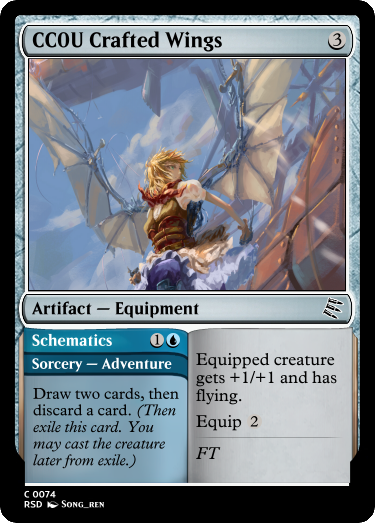 CC0U Crafted Wings 3
Artifact — Equipment
Schematics 1
Sorcery — Adventure
Draw two cards, then
discard a card. (Then
exile this card. You
may cast the creature
later from exile.)
Equipped creature
gets +1/+1 and has
flying.
Equip 2
FT
C 0074
RSD Song_ren